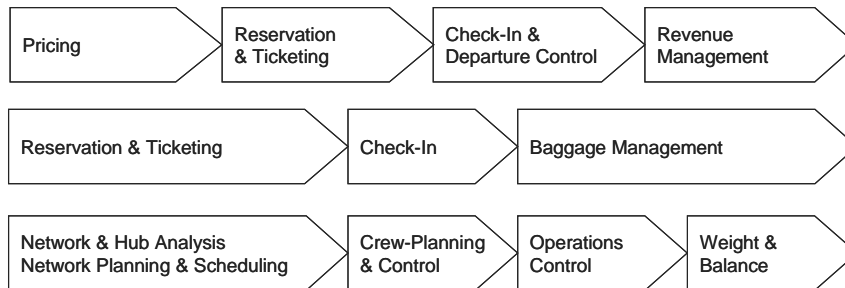 Pricing
Reservation
& Ticketing
Check-In &
Departure Control
Revenue
Management
Reservation & Ticketing
Check-In
Baggage Management
Network & Hub Analysis
Network Planning & Scheduling
Crew-Planning
& Control
Operations
Control
Weight &
Balance